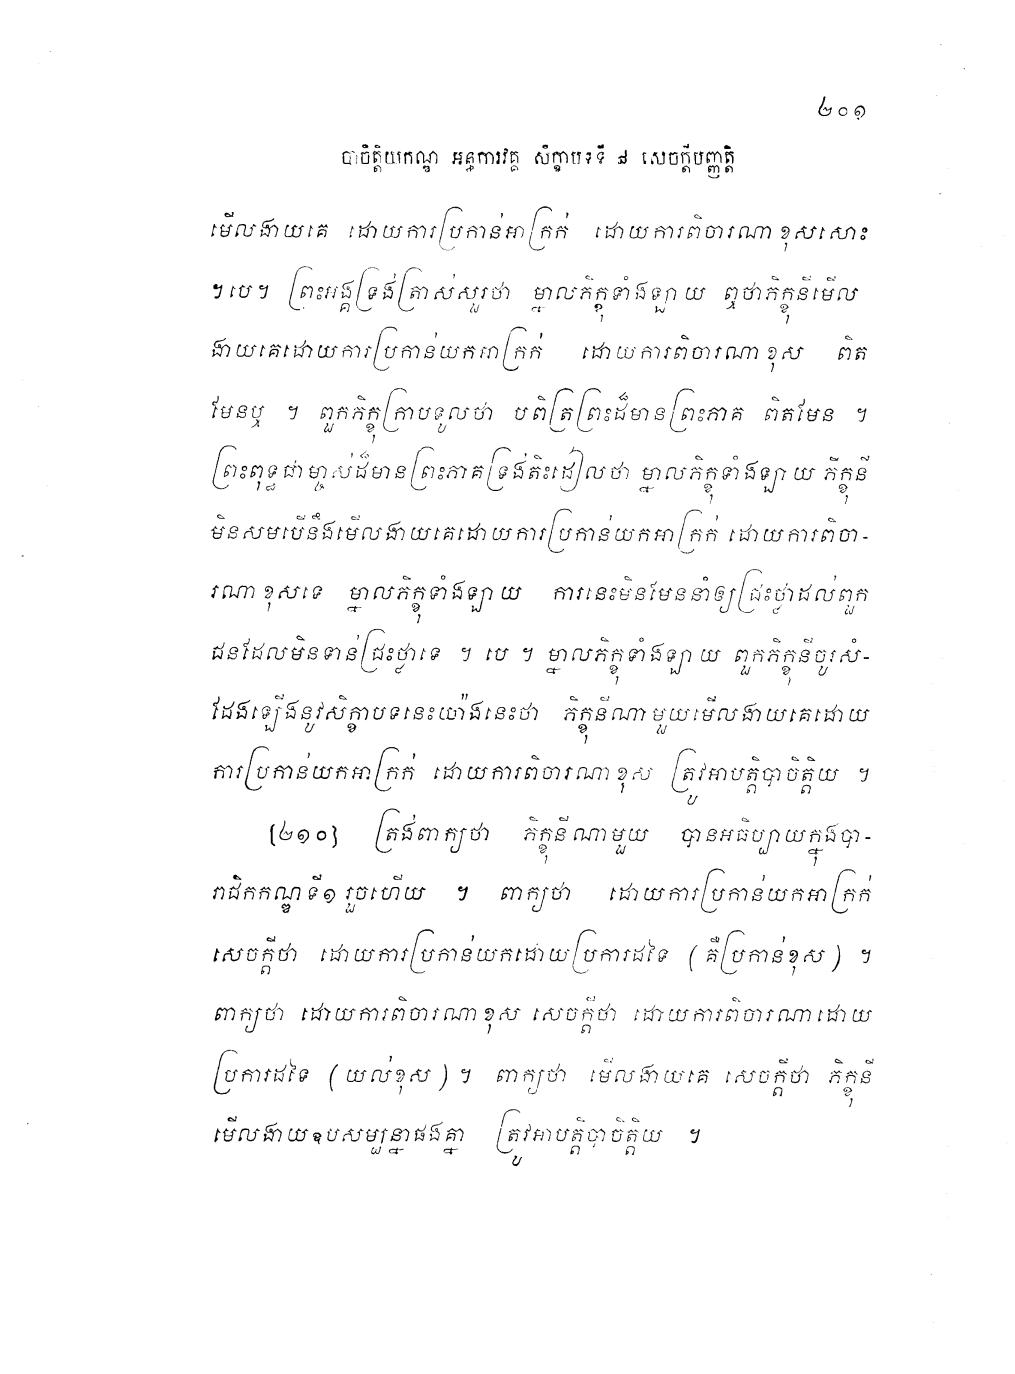 ២០១
បាចិត្តិយកណ្ឌ អន្ធការវគ្គ សិក្ខាបទទី ៨ សេចក្តីបញ្ញត្តិ
មើលងាយគេ ដោយការប្រកាន់អាក្រក់ ដោយការពិចារណាខុសសោះ
។បេ។ ព្រះអង្គទ្រង់ត្រាស់សួរថា ម្នាលភិក្ខុទាំងឡាយ ឮថាភិក្ខុនីមើល
ងាយគេដោយការប្រកាន់យកអាក្រក់ ដោយការពិចារណាខុស ពិត
មែនឬ ។ ពួកភិក្ខុក្រាបទូលថា បពិត្រព្រះដ៏មានព្រះភាគ ពិតមែន ។
ព្រះពុទ្ធជាម្ចាស់ដ៏មានព្រះភាគទ្រង់តិះដៀលថា ម្នាលភិក្ខុទាំងឡាយ ភិក្ខុនី
មិនសមបើនឹងមើលងាយគេដោយការប្រកាន់យកអាក្រក់ ដោយការពិចា-
រណាខុសទេ ម្នាលភិក្ខុទាំងឡាយ ការនេះមិនមែននាំឲ្យជ្រះថ្លាដល់ពួក
ជនដែលមិនទាន់ជ្រះថ្លាទេ ។ បេ ។ ម្នាលភិក្ខុទាំងឡាយ ពួកភិក្ខុនីចូរសំ-
ដែងឡើងនូវសិក្ខាបទនេះយ៉ាងនេះថា ភិក្ខុនីណាមួយមើលងាយគេដោយ
ការប្រកាន់យកអាក្រក់ ដោយការពិចារណាខុស ត្រូវអាបត្តិបាចិត្តិយ ។
[២១០] ត្រង់ពាក្យថា ភិក្ខុនីណាមួយ បានអធិប្បាយក្នុងបា-
រាជិកកណ្ឌទី១រួចហើយ ។ ពាក្យថា ដោយការប្រកាន់យកអាក្រក់
សេចក្តីថា ដោយការប្រកាន់យកដោយប្រការដទៃ (គឺប្រកាន់ខុស) ។
ពាក្យថា ដោយការពិចារណាខុស សេចក្តីថា ដោយការពិចារណាដោយ
ប្រការដទៃ (យល់ខុស) ។ ពាក្យថា មើលងាយគេ សេចក្តីថា ភិក្ខុនី
មើលងាយឧបសម្បន្នាផងគ្នា ត្រូវអាបត្តិបាចិត្តិយ ។